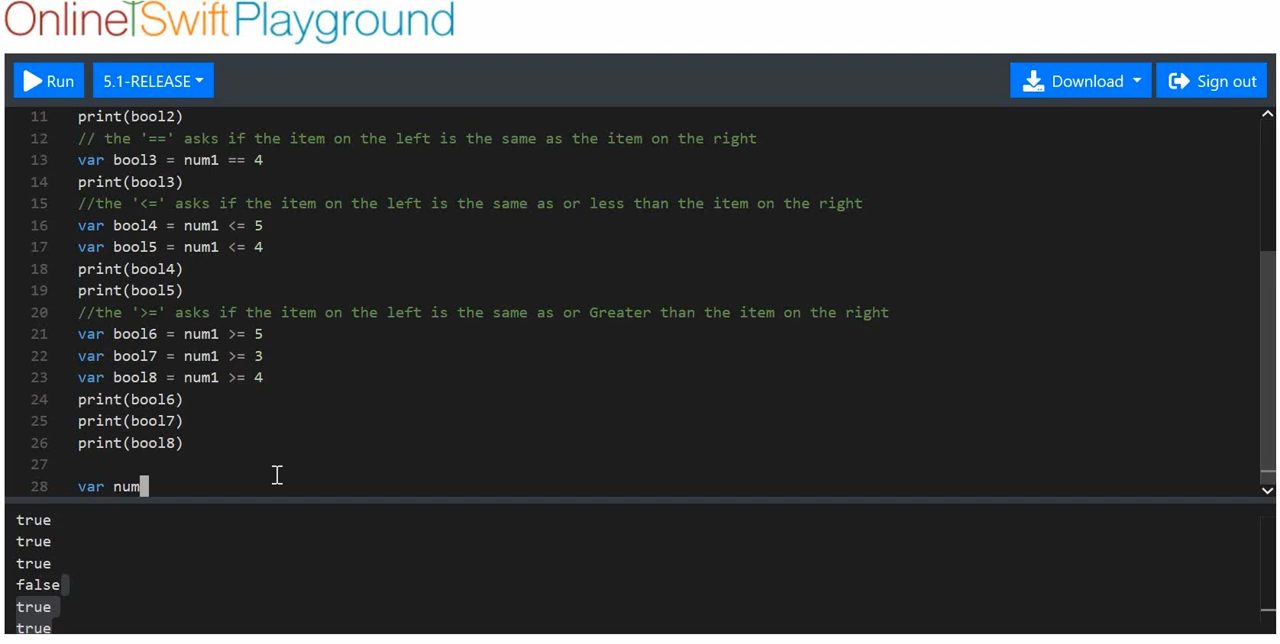 Online Swift Playground
Run
5.1-RELEASE
Download
Sign out
11 print(bool2)
12 // the '==' asks if the item on the left is the same as the item on the right
13 var bool3 = num1 == 4
14 print(bool3)
15 //the '<=' asks if the item on the left is the same as or less than the item on the right
16 var bool4 = num1 <= 5
17 var bool5 = num1 <= 4
18 print(bool4)
19 print(bool5)
20 //the '>=' asks if the item on the left is the same as or Greater than the item on the right
21 var bool6 = num1 >= 5
22 var bool7 = num1 >= 3
23 var bool8 = num1 >= 4
24 print(bool6)
25 print(bool7)
26 print(bool8)
27
28 var num
true
true
true
false
true
true